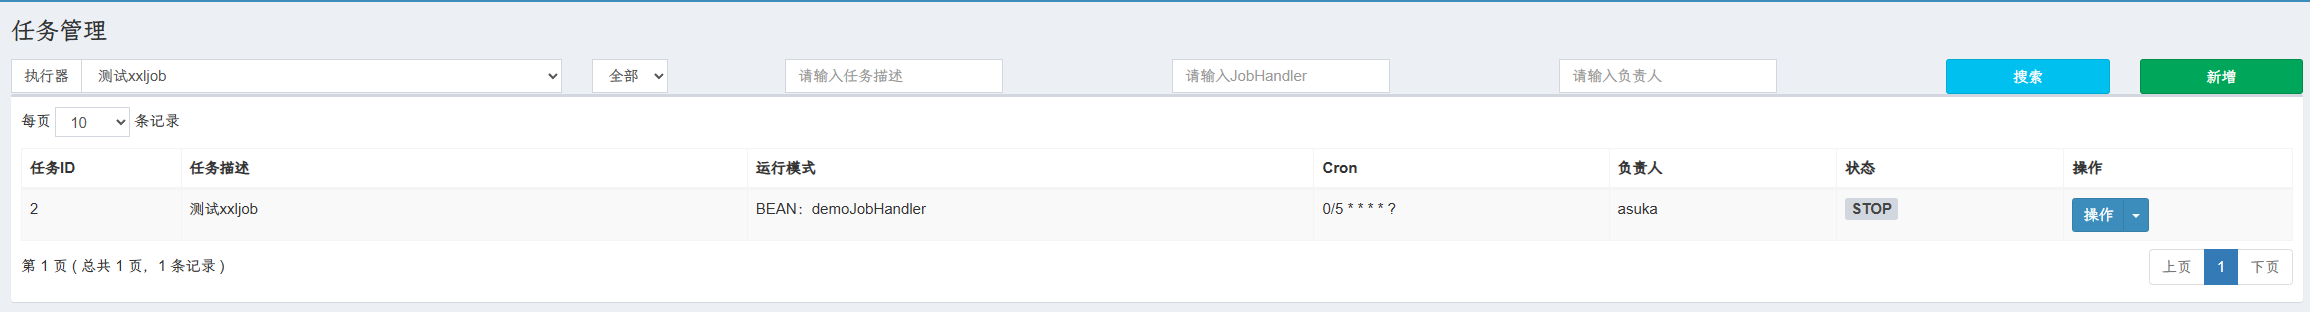 任务管理
执行器 测试xxljob 全部 请输入任务描述 请输入JobHandler 请输入负责人 搜索 新增
每页 10 条记录
任务ID 任务描述 运行模式 Cron 负责人 状态 操作
2 测试xxljob BEAN：demoJobHandler 0/5 * * * * ? asuka STOP 操作
第 1 页 ( 总共 1 页，1 条记录 ) 上页 1 下页